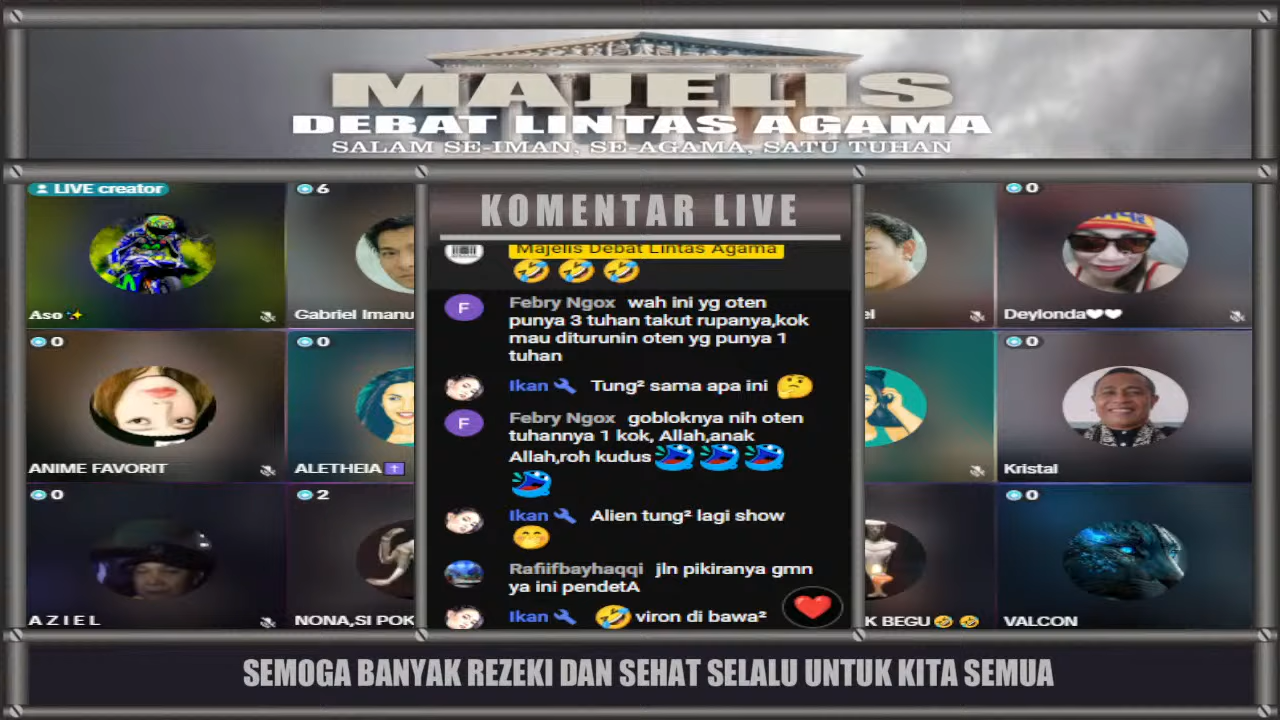 MAJELIS
DEBAT LINTAS AGAMA
SALAM SE-IMAN, SE-AGAMA, SATU TUHAN
LIVE creator
Aso
6
Gabriel Imanu
0
ANIME FAVORIT
0
ALETHEIA
0
A Z I E L
2
NONA,SI POK
KOMENTAR LIVE
Majelis Debat Lintas Agama
🤣 🤣 🤣
F
Febry Ngox wah ini yg oten
punya 3 tuhan takut rupanya,kok
mau diturunin oten yg punya 1
tuhan
Ikan 🔧 Tung² sama apa ini 🤔
F
Febry Ngox gobloknya nih oten
tuhannya 1 kok, Allah,anak
Allah,roh kudus
Ikan 🔧 Alien tung² lagi show
🤭
Rafiifbayhaqqi jln pikiranya gmn
ya ini pendetA
Ikan 🔧 🤣 viron di bawa²
el
0
Deylonda❤❤
0
Kristal
K BEGU 🤣 🤣
0
VALCON
SEMOGA BANYAK REZEKI DAN SEHAT SELALU UNTUK KITA SEMUA